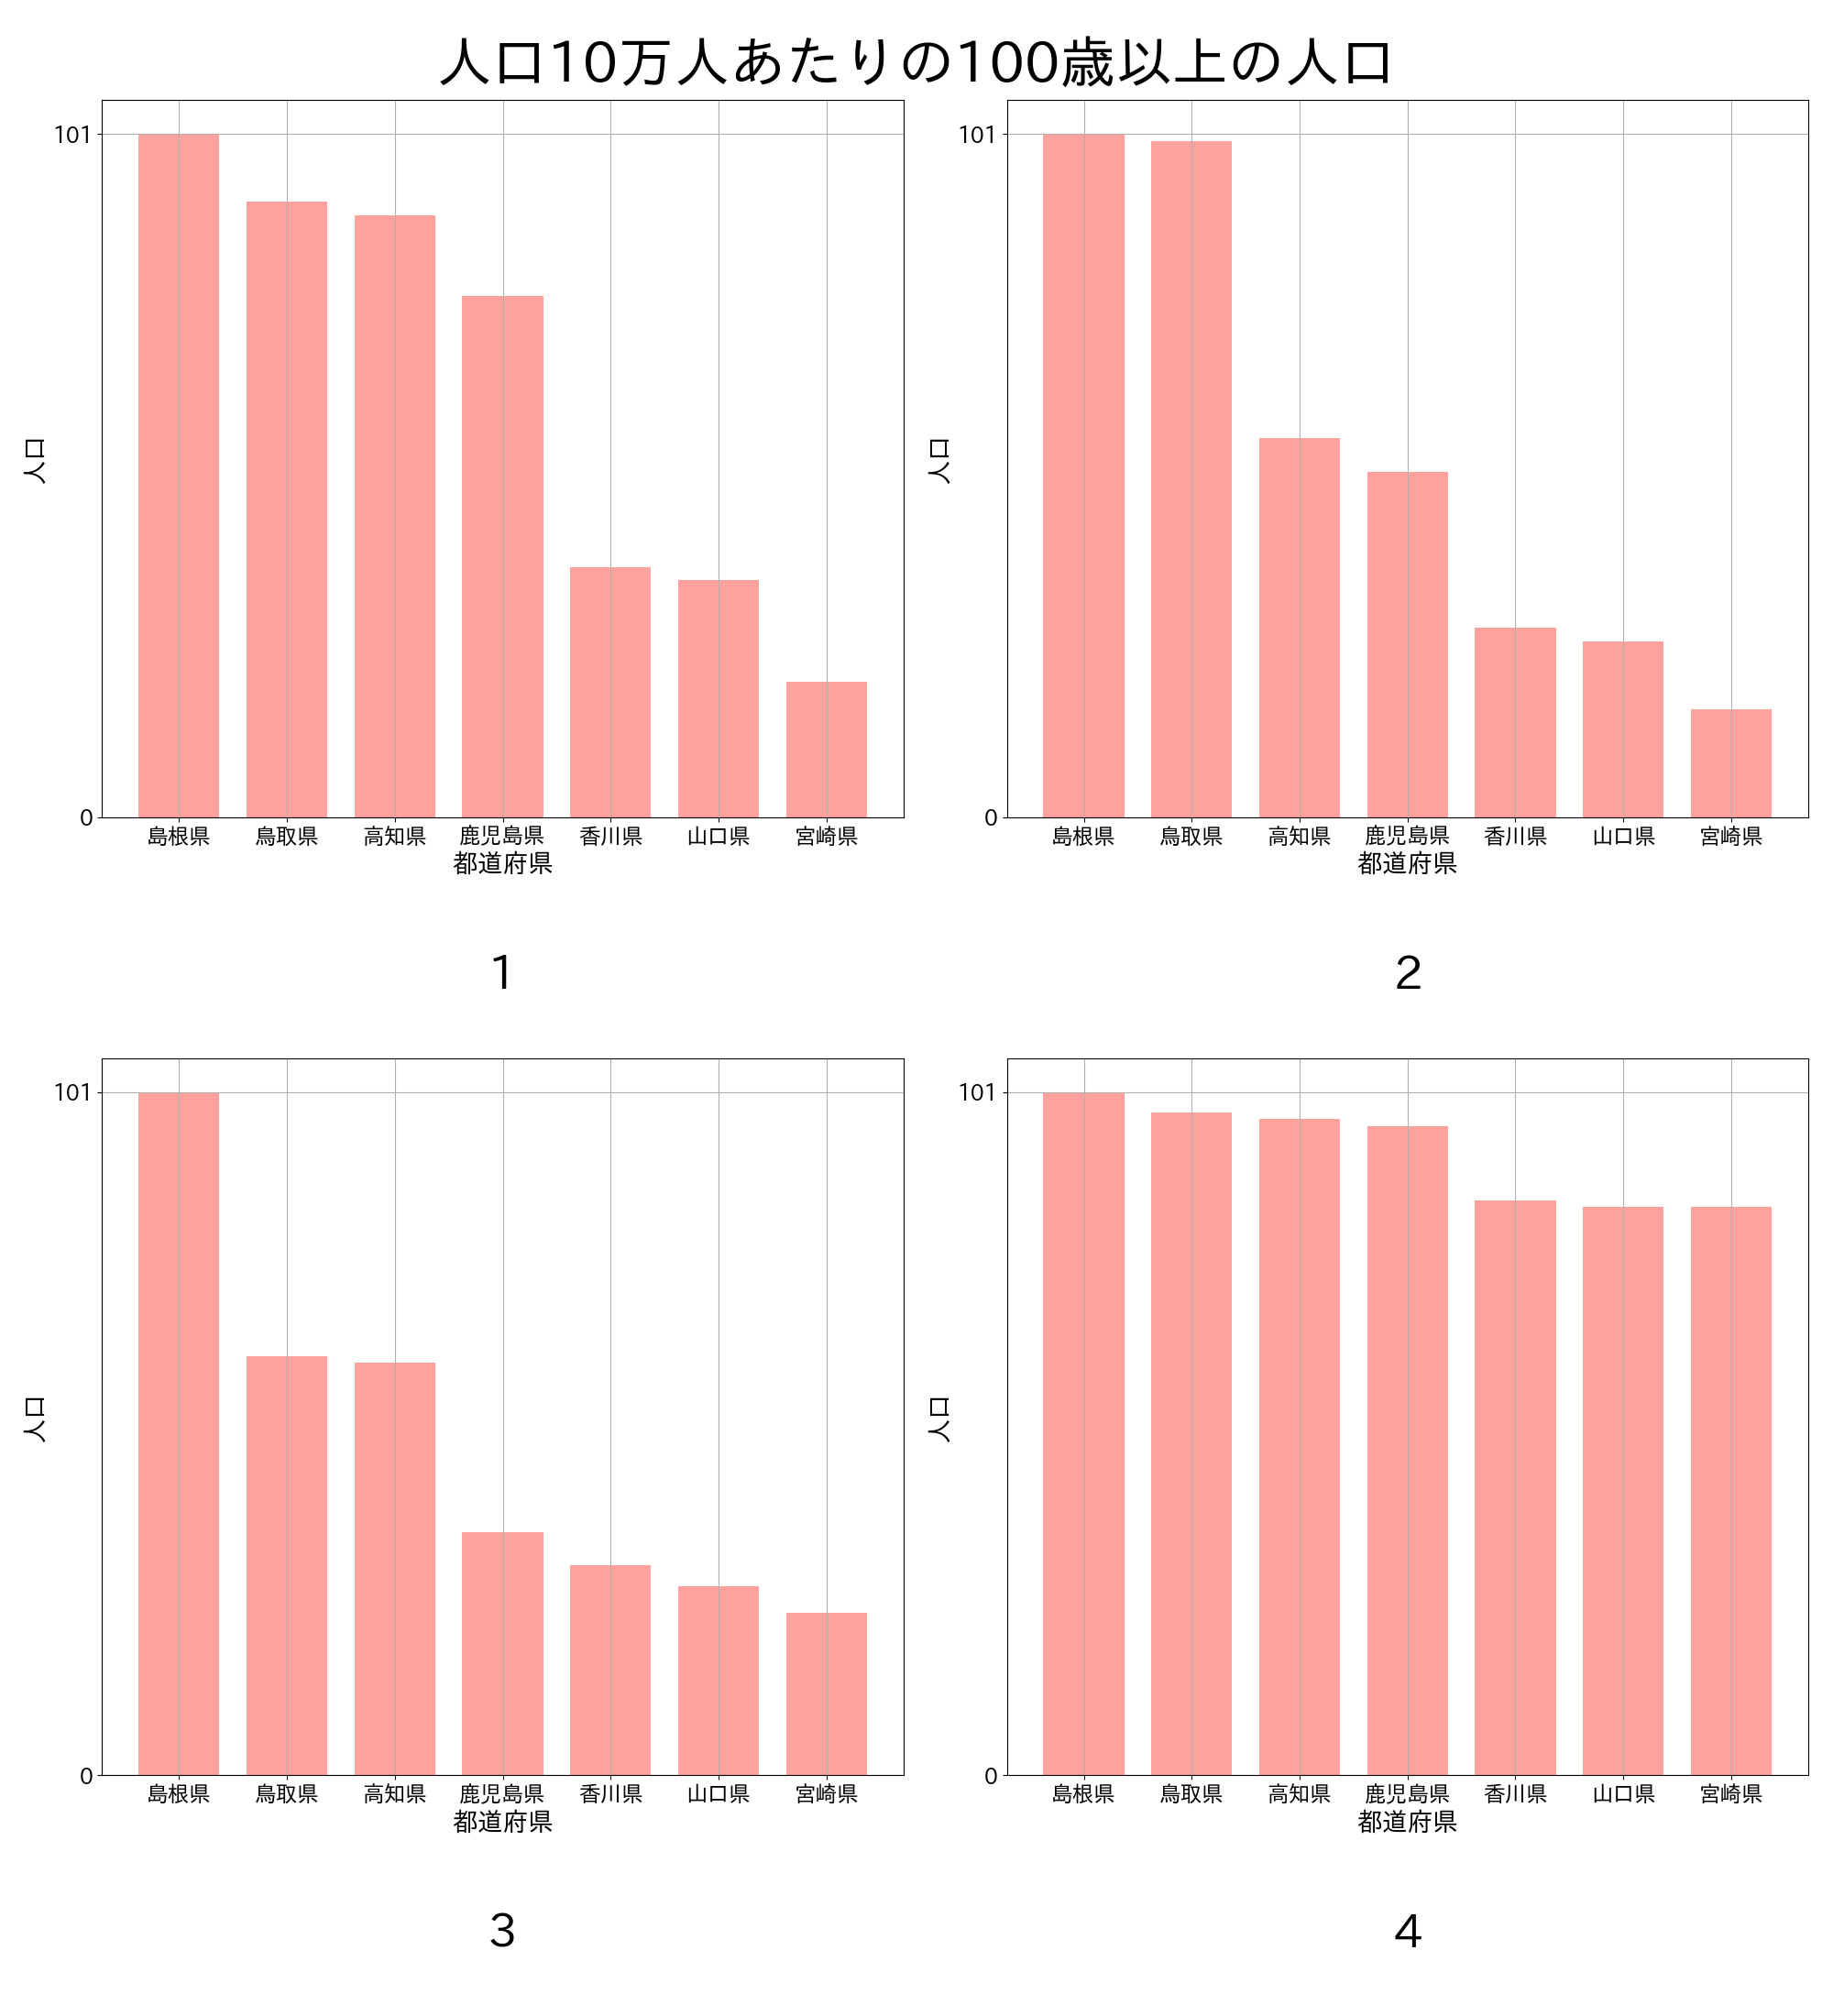 人口10万人あたりの100歳以上の人口
101
0
人口
島根県 鳥取県 高知県 鹿児島県 香川県 山口県 宮崎県
都道府県
1
101
0
人口
島根県 鳥取県 高知県 鹿児島県 香川県 山口県 宮崎県
都道府県
2
101
0
人口
島根県 鳥取県 高知県 鹿児島県 香川県 山口県 宮崎県
都道府県
3
101
0
人口
島根県 鳥取県 高知県 鹿児島県 香川県 山口県 宮崎県
都道府県
4